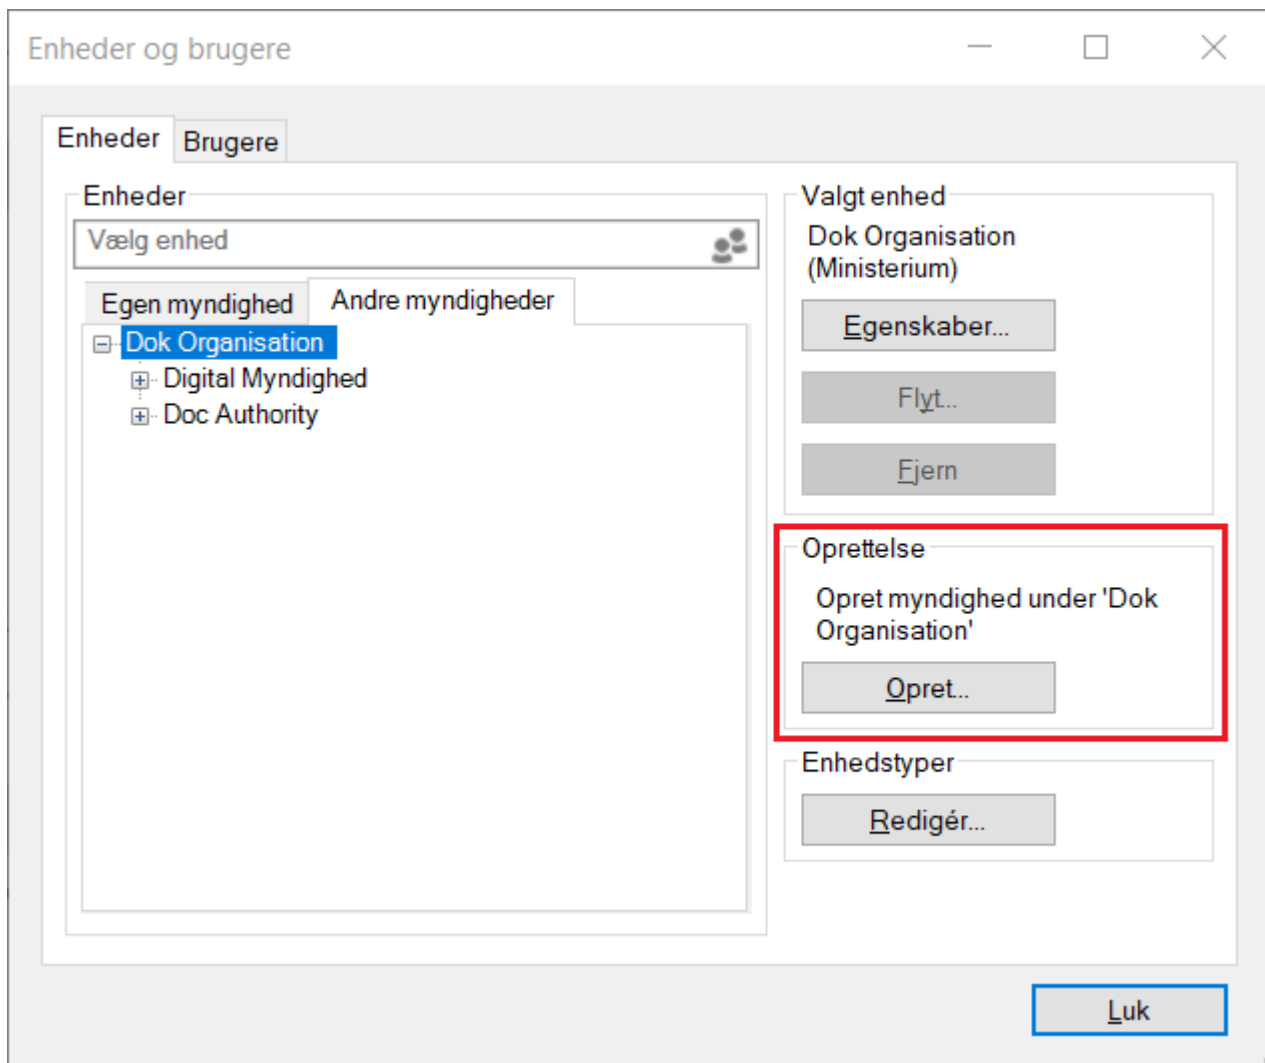 Enheder og brugere
Enheder
Brugere
Enheder
Vælg enhed
Egen myndighed
Andre myndigheder
Dok Organisation
Digital Myndighed
Doc Authority
Valgt enhed
Dok Organisation
(Ministerium)
Egenskaber...
Flyt...
Fjern
Oprettelse
Opret myndighed under 'Dok
Organisation'
Opret...
Enhedstyper
Redigér...
Luk